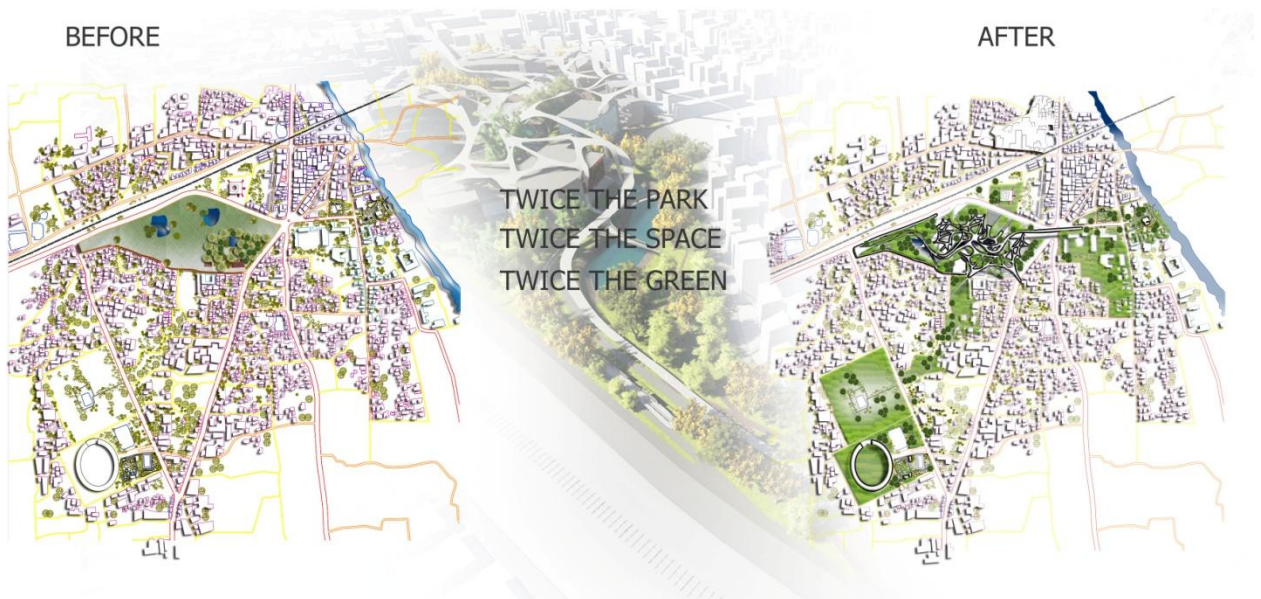 BEFORE
AFTER
TWICE THE PARK
TWICE THE SPACE
TWICE THE GREEN